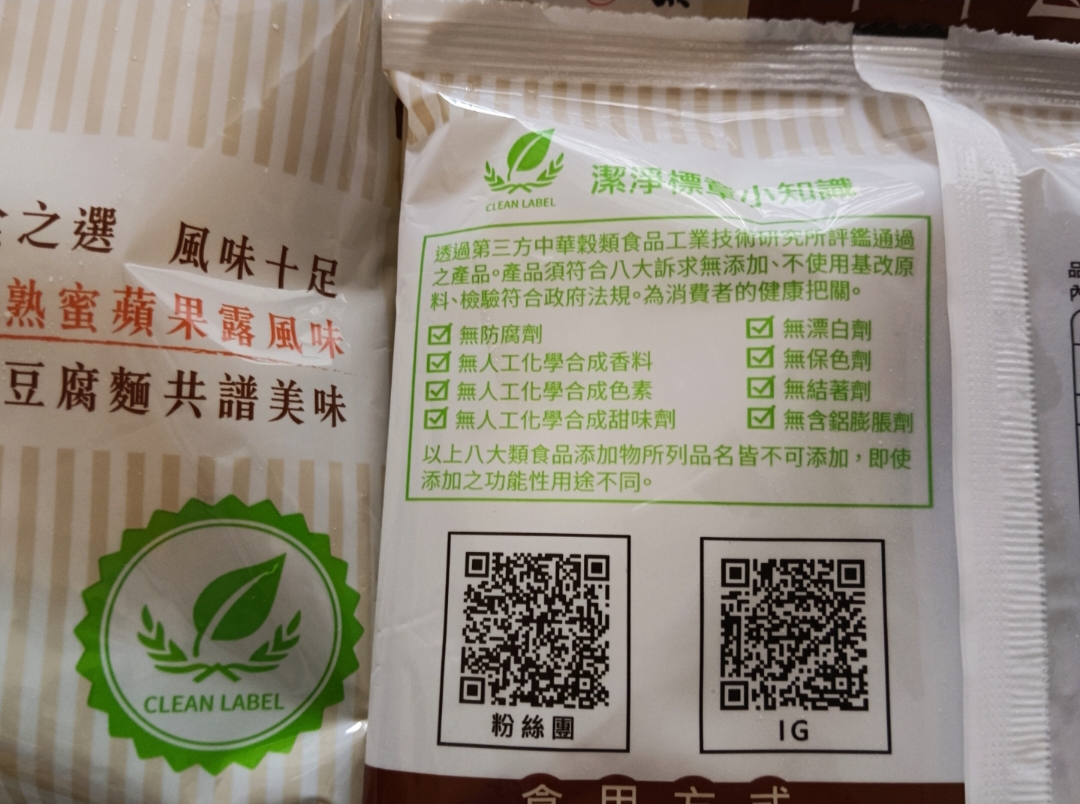 之選 風味十足
熟蜜蘋果露風味
豆腐麵共譜美味
CLEAN LABEL
CLEAN LABEL
潔淨標章小知識
透過第三方中華穀類食品工業技術研究所評鑑通過
之產品。產品須符合八大訴求無添加、不使用基改原
料、檢驗符合政府法規。為消費者的健康把關。
無防腐劑
無人工化學合成香料
無人工化學合成色素
無人工化學合成甜味劑
無漂白劑
無保色劑
無結著劑
無含鋁膨脹劑
以上八大類食品添加物所列品名皆不可添加，即使
添加之功能性用途不同。
粉絲團
IG
食用方式
品
內